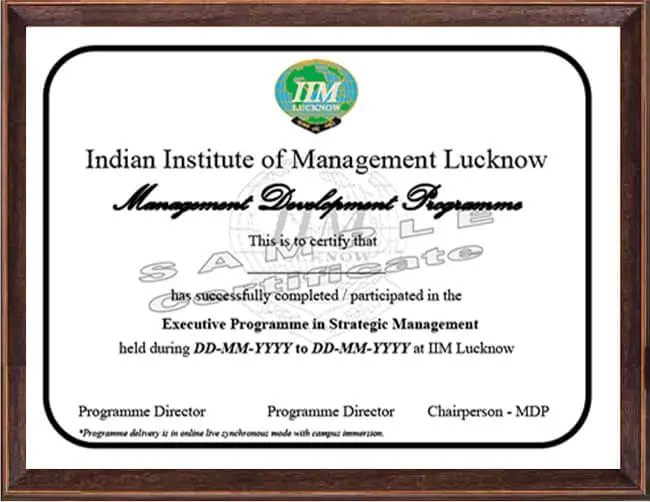 IIM
LUCKNOW
Indian Institute of Management Lucknow
Management Development Programme
This is to certify that
SAMPLE
Certificate
has successfully completed / participated in the
Executive Programme in Strategic Management
held during DD-MM-YYYY to DD-MM-YYYY at IIM Lucknow
Programme Director Programme Director Chairperson - MDP
*Programme delivery is in online live synchronous mode with campus immersion.